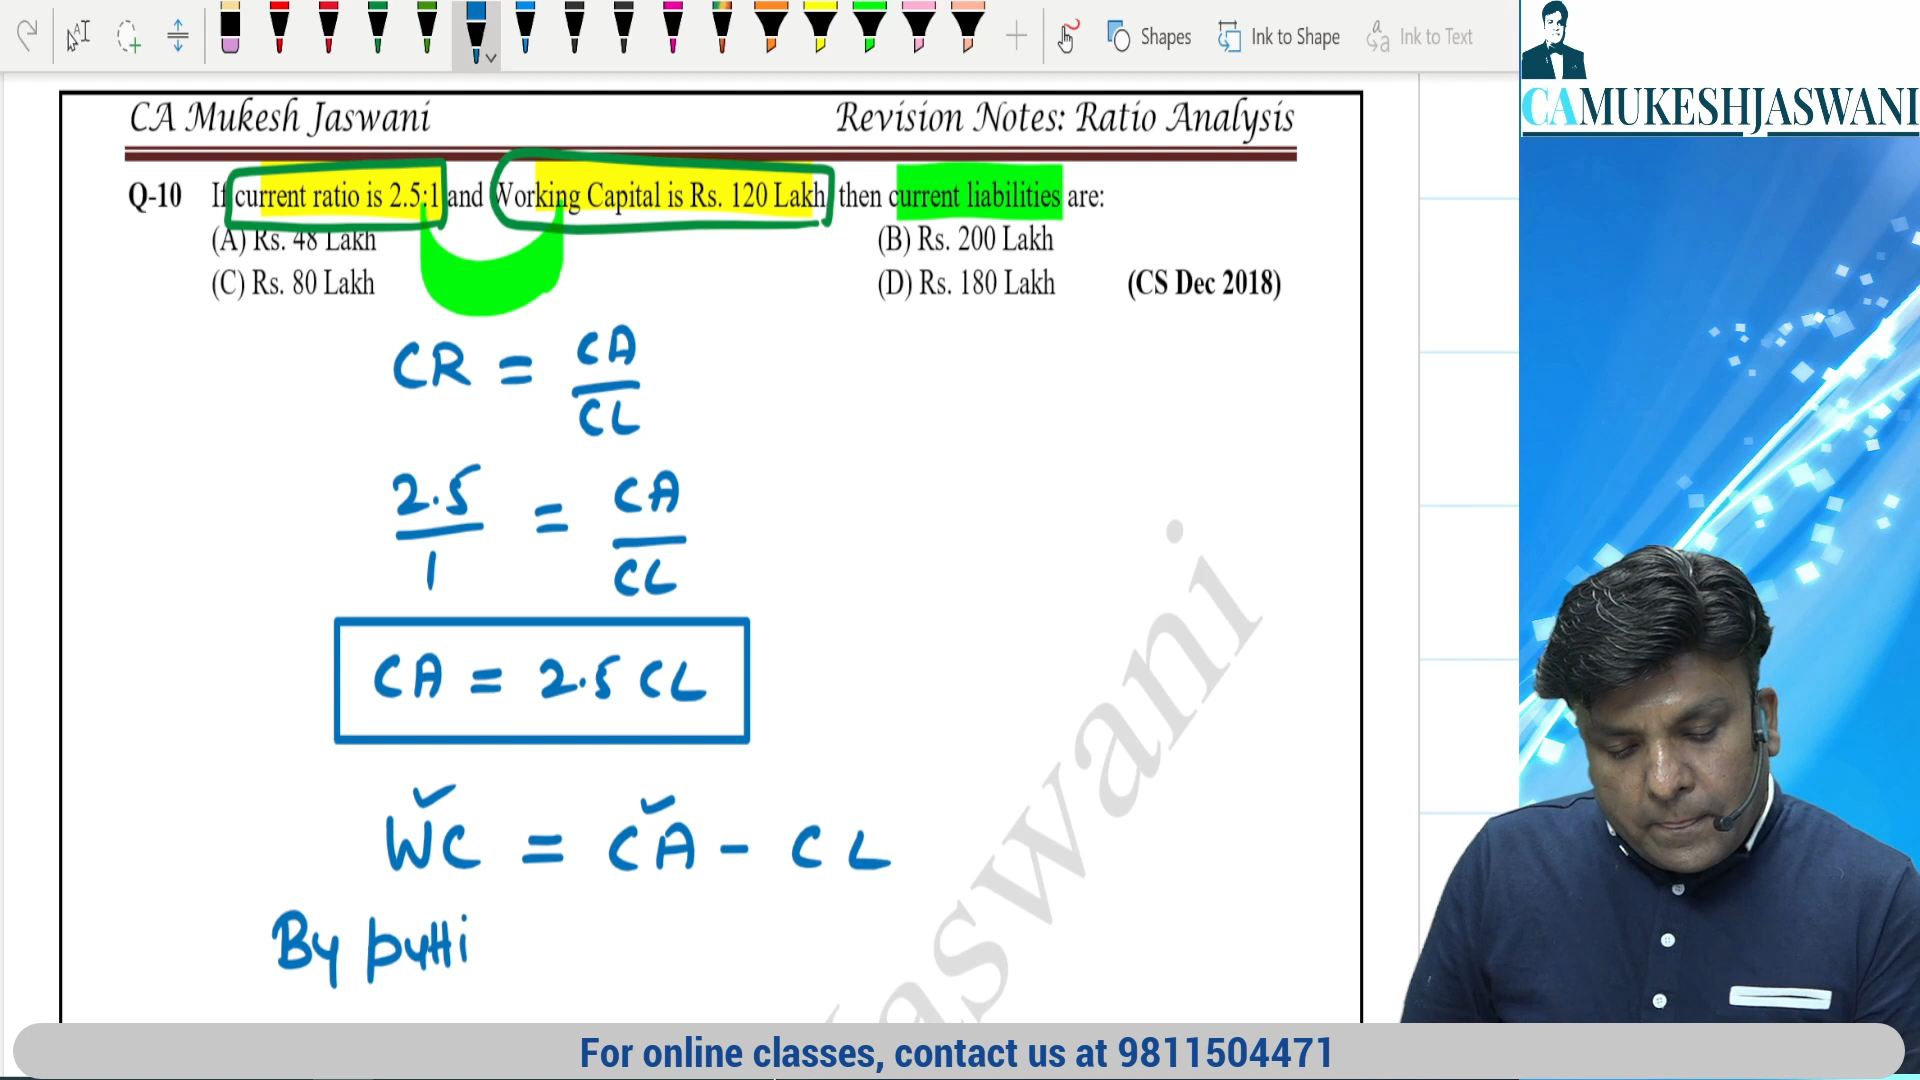 Shapes Ink to Shape Ink to Text
CAMUKESHJASWANI
CA Mukesh Jaswani Revision Notes: Ratio Analysis
Q-10 If current ratio is 2.5:1 and Working Capital is Rs. 120 Lakh, then current liabilities are:
(A) Rs. 48 Lakh (B) Rs. 200 Lakh
(C) Rs. 80 Lakh (D) Rs. 180 Lakh (CS Dec 2018)
CR = CA
CL
2.5 = CA
1 CL
CA = 2.5 CL
WC = CA - CL
By putti
Jaswani
For online classes, contact us at 9811504471